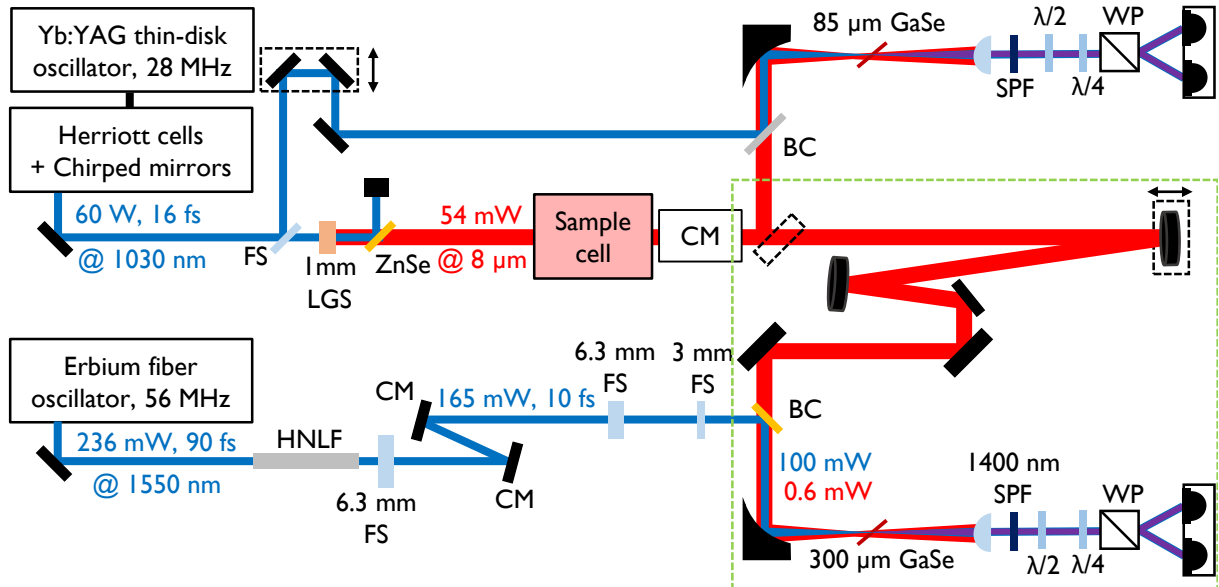 Yb:YAG thin-disk
oscillator, 28 MHz
Herriott cells
+ Chirped mirrors
60 W, 16 fs
@ 1030 nm
FS
1mm
LGS
ZnSe
54 mW
@ 8 µm
Sample
cell
CM
BC
85 µm GaSe
SPF
λ/2
λ/4
WP
Erbium fiber
oscillator, 56 MHz
236 mW, 90 fs
@ 1550 nm
HNLF
6.3 mm
FS
CM
CM
165 mW, 10 fs
6.3 mm
FS
3 mm
FS
BC
100 mW
0.6 mW
300 µm GaSe
1400 nm
SPF
λ/2
λ/4
WP